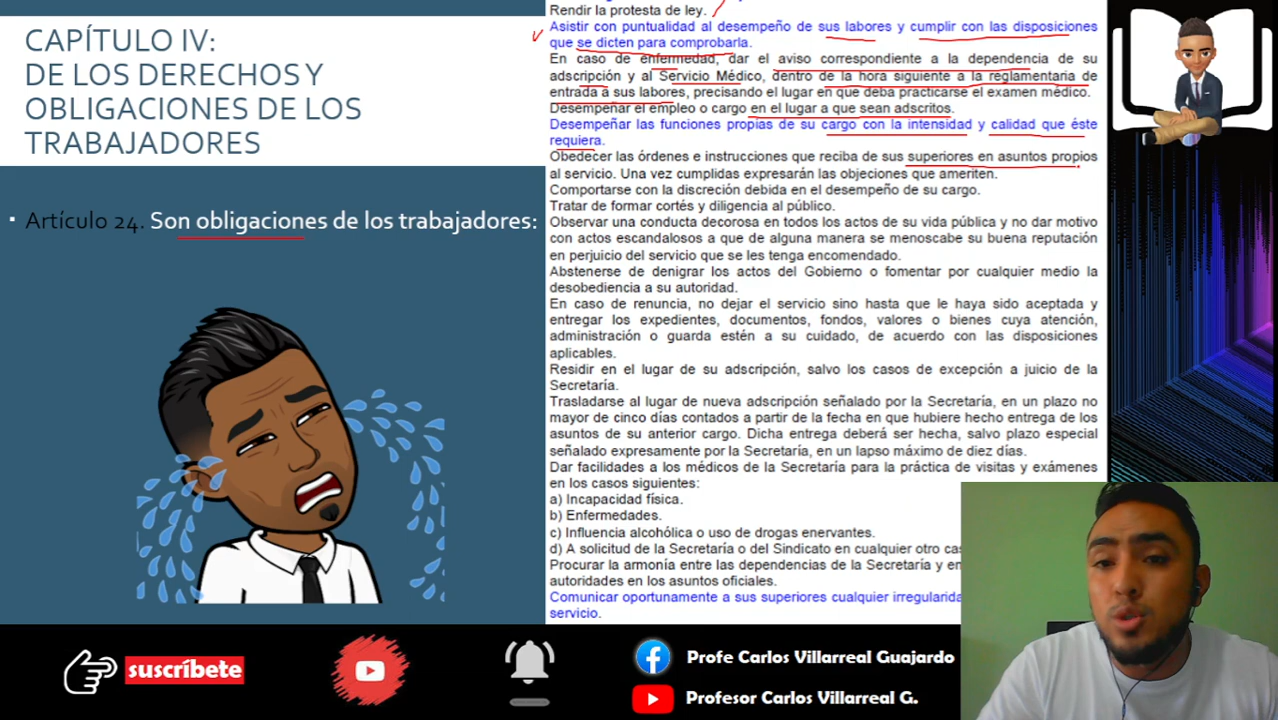 CAPÍTULO IV:
DE LOS DERECHOS Y
OBLIGACIONES DE LOS
TRABAJADORES
▪ Artículo 24. Son obligaciones de los trabajadores:
Rendir la protesta de ley.
Asistir con puntualidad al desempeño de sus labores y cumplir con las disposiciones
que se dicten para comprobarla.
En caso de enfermedad, dar el aviso correspondiente a la dependencia de su
adscripción y al Servicio Médico, dentro de la hora siguiente a la reglamentaria de
entrada a sus labores, precisando el lugar en que deba practicarse el examen médico.
Desempeñar el empleo o cargo en el lugar a que sean adscritos.
Desempeñar las funciones propias de su cargo con la intensidad y calidad que éste
requiera.
Obedecer las órdenes e instrucciones que reciba de sus superiores en asuntos propios
al servicio. Una vez cumplidas expresarán las objeciones que ameriten.
Comportarse con la discreción debida en el desempeño de su cargo.
Tratar de formar cortés y diligencia al público.
Observar una conducta decorosa en todos los actos de su vida pública y no dar motivo
con actos escandalosos a que de alguna manera se menoscabe su buena reputación
en perjuicio del servicio que se les tenga encomendado.
Abstenerse de denigrar los actos del Gobierno o fomentar por cualquier medio la
desobediencia a su autoridad.
En caso de renuncia, no dejar el servicio sino hasta que le haya sido aceptada y
entregar los expedientes, documentos, fondos, valores o bienes cuya atención,
administración o guarda estén a su cuidado, de acuerdo con las disposiciones
aplicables.
Residir en el lugar de su adscripción, salvo los casos de excepción a juicio de la
Secretaría.
Trasladarse al lugar de nueva adscripción señalado por la Secretaría, en un plazo no
mayor de cinco días contados a partir de la fecha en que hubiere hecho entrega de los
asuntos de su anterior cargo. Dicha entrega deberá ser hecha, salvo plazo especial
señalado expresamente por la Secretaría, en un lapso máximo de diez días.
Dar facilidades a los médicos de la Secretaría para la práctica de visitas y exámenes
en los casos siguientes:
a) Incapacidad física.
b) Enfermedades.
c) Influencia alcohólica o uso de drogas enervantes.
d) A solicitud de la Secretaría o del Sindicato en cualquier otro
Procurar la armonía entre las dependencias de la Secretaría y
autoridades en los asuntos oficiales.
Comunicar oportunamente a sus superiores cualquier
servicio.
suscríbete
Profe Carlos Villarreal Guajardo
Profesor Carlos Villarreal G.